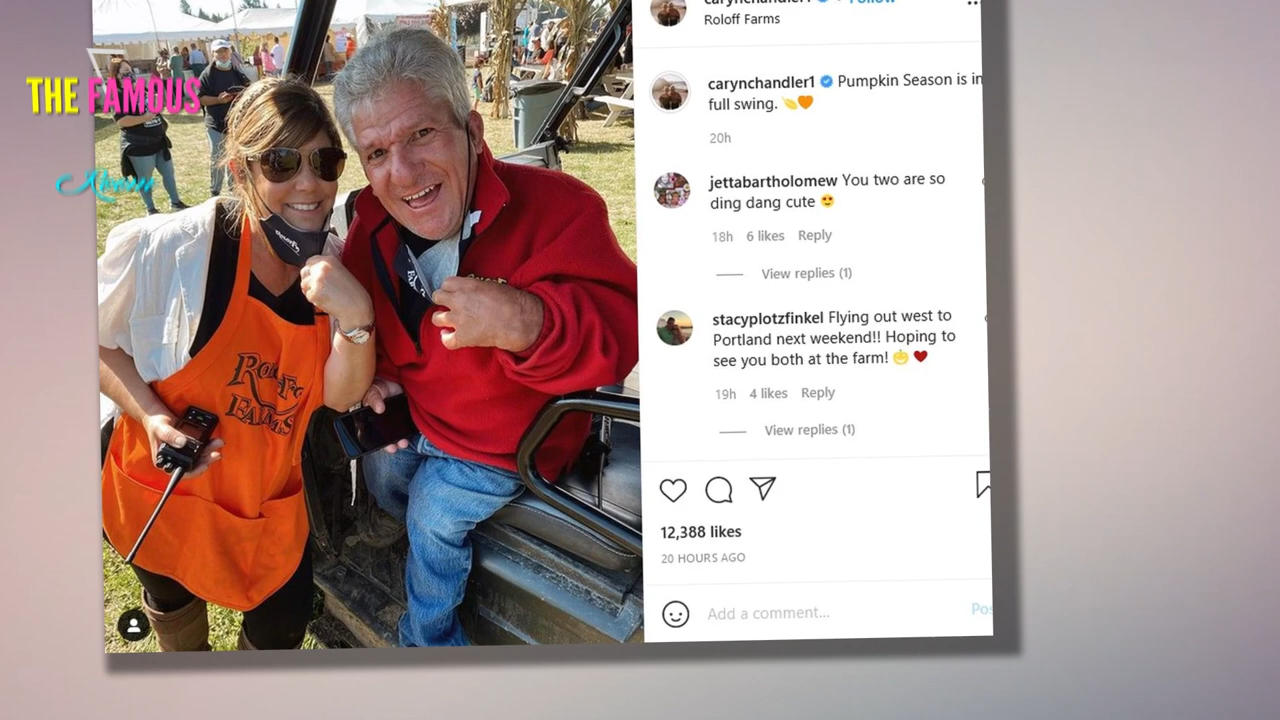 Roloff Farms
THE FAMOUS
carynchandler1 Pumpkin Season is in
full swing.
20h
jettabartholomew You two are so
ding dang cute
18h 6 likes Reply
View replies (1)
stacyplotzfinkel Flying out west to
Portland next weekend!! Hoping to
see you both at the farm!
19h 4 likes Reply
View replies (1)
12,388 likes
20 HOURS AGO
Add a comment...
FARMS